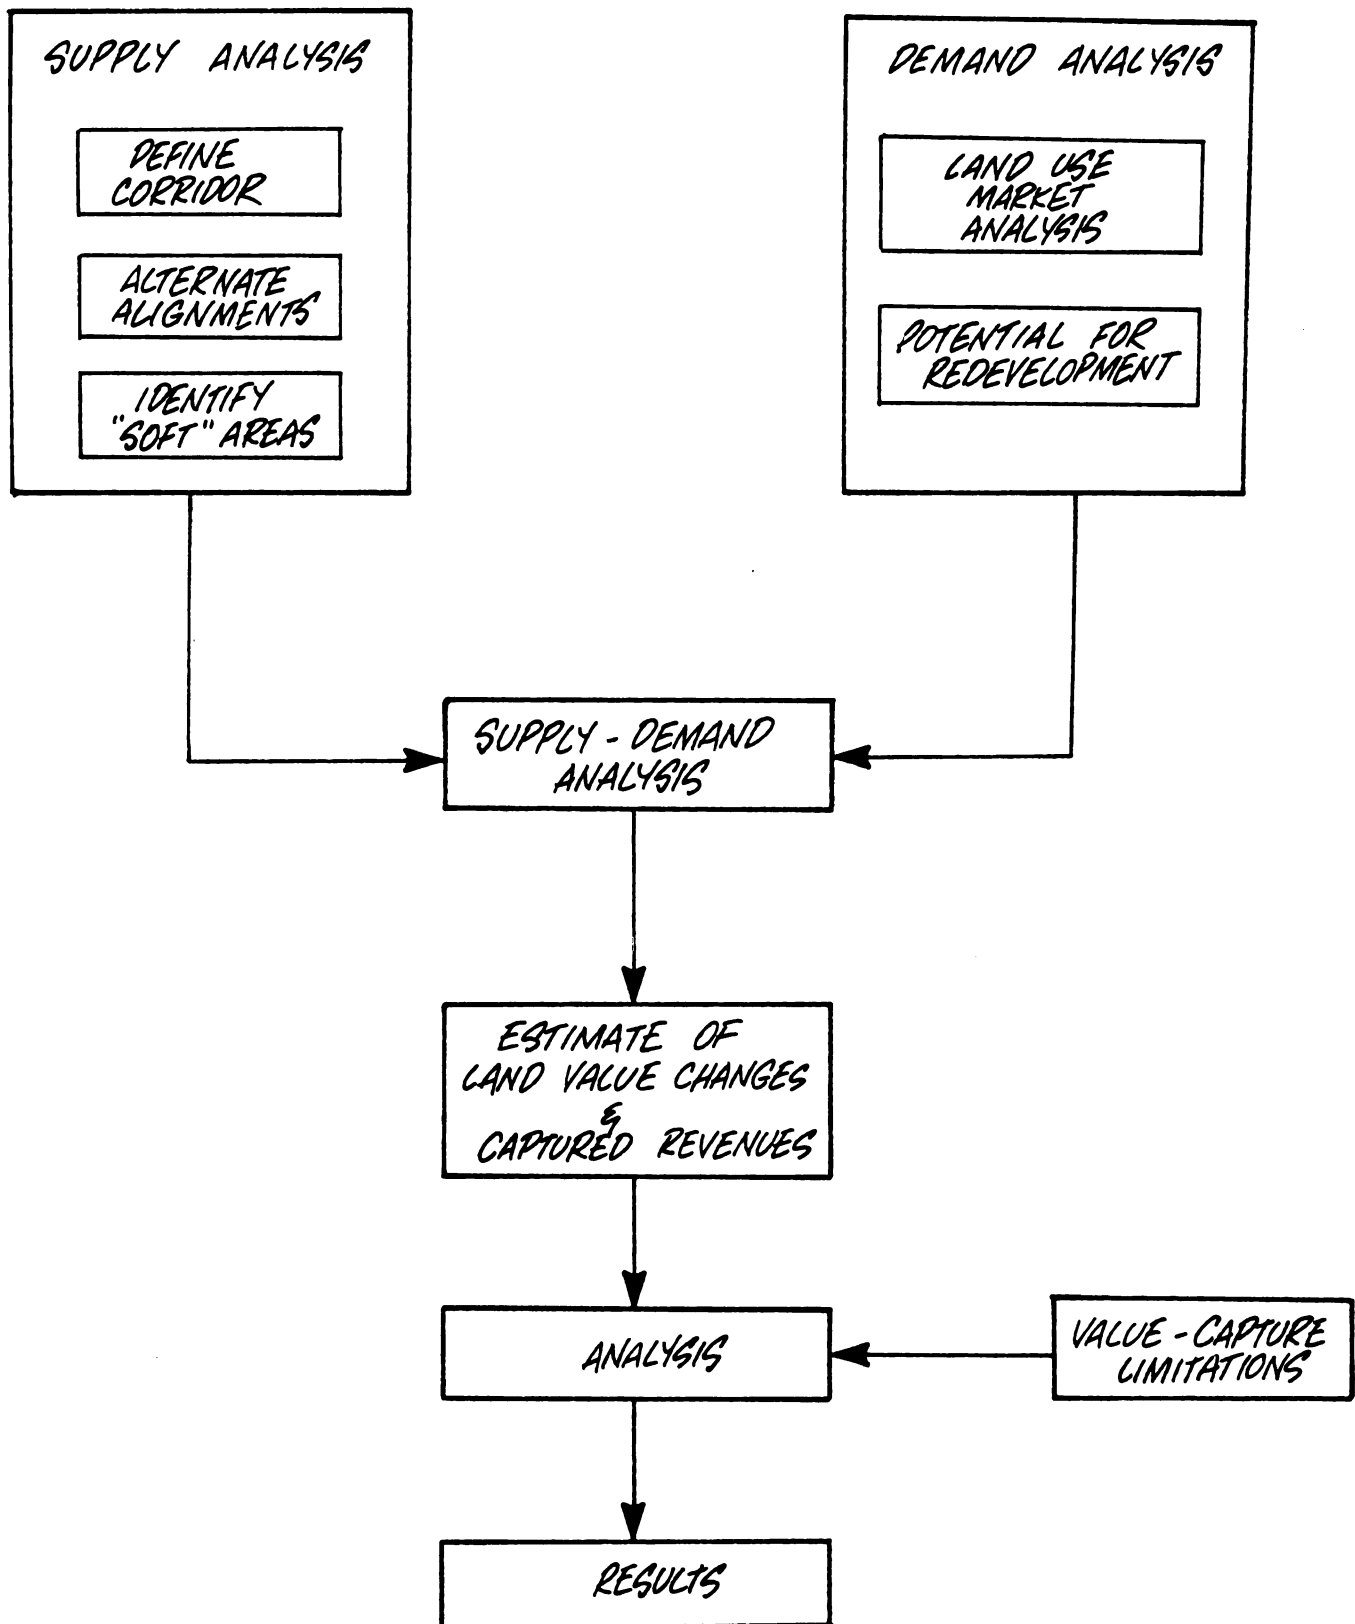 SUPPLY ANALYSIS
DEFINE
CORRIDOR
ALTERNATE
ALIGNMENTS
IDENTIFY
"SOFT" AREAS
DEMAND ANALYSIS
LAND USE
MARKET
ANALYSIS
POTENTIAL FOR
REDEVELOPMENT
SUPPLY - DEMAND
ANALYSIS
ESTIMATE OF
LAND VALUE CHANGES
&
CAPTURED REVENUES
ANALYSIS
VALUE - CAPTURE
LIMITATIONS
RESULTS